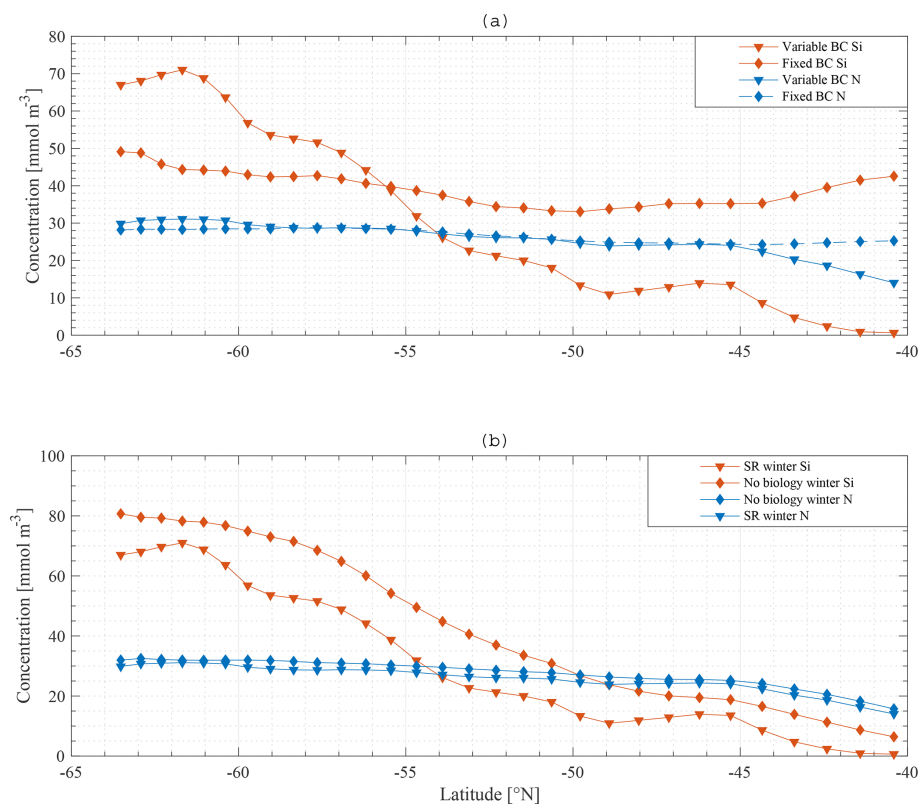 (a)
80
70
60
50
40
30
20
10
0
Concentration [mmol m⁻³]
Variable BC Si
Fixed BC Si
Variable BC N
Fixed BC N
-65 -60 -55 -50 -45 -40
(b)
100
80
60
40
20
0
Concentration [mmol m⁻³]
SR winter Si
No biology winter Si
No biology winter N
SR winter N
-65 -60 -55 -50 -45 -40
Latitude [°N]